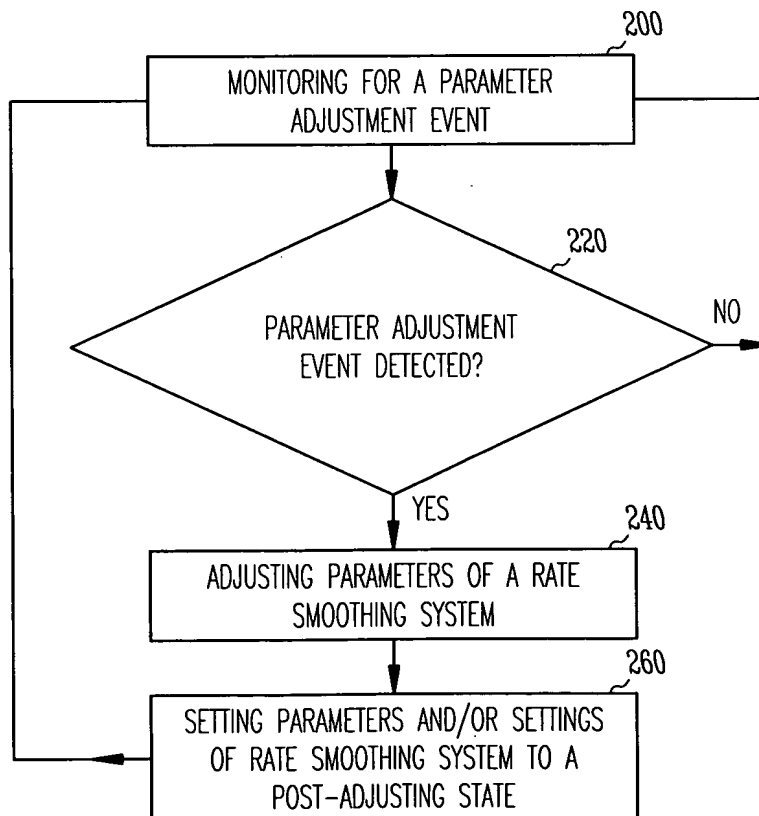 200
MONITORING FOR A PARAMETER
ADJUSTMENT EVENT
220
PARAMETER ADJUSTMENT
EVENT DETECTED?
NO
YES
240
ADJUSTING PARAMETERS OF A RATE
SMOOTHING SYSTEM
260
SETTING PARAMETERS AND/OR SETTINGS
OF RATE SMOOTHING SYSTEM TO A
POST-ADJUSTING STATE